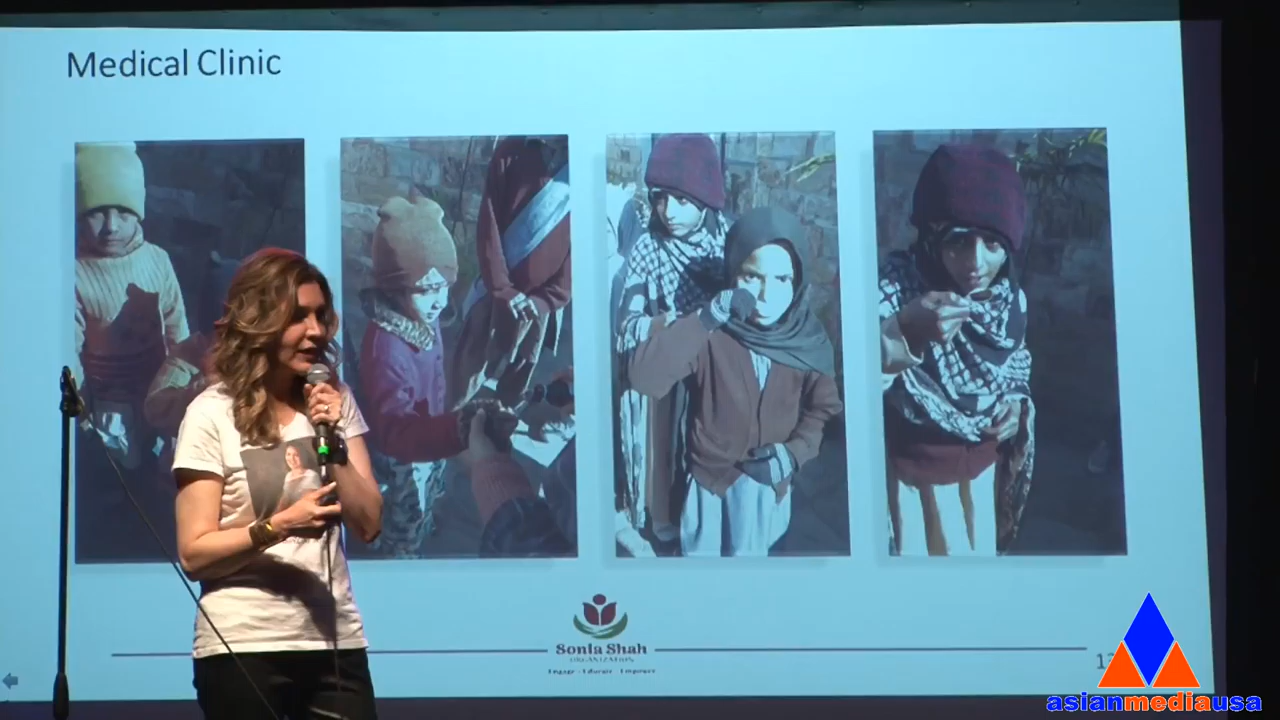 Medical Clinic
Sonia Shah
ORGANIZATION
Engage - Educate - Empower
asianmediausa